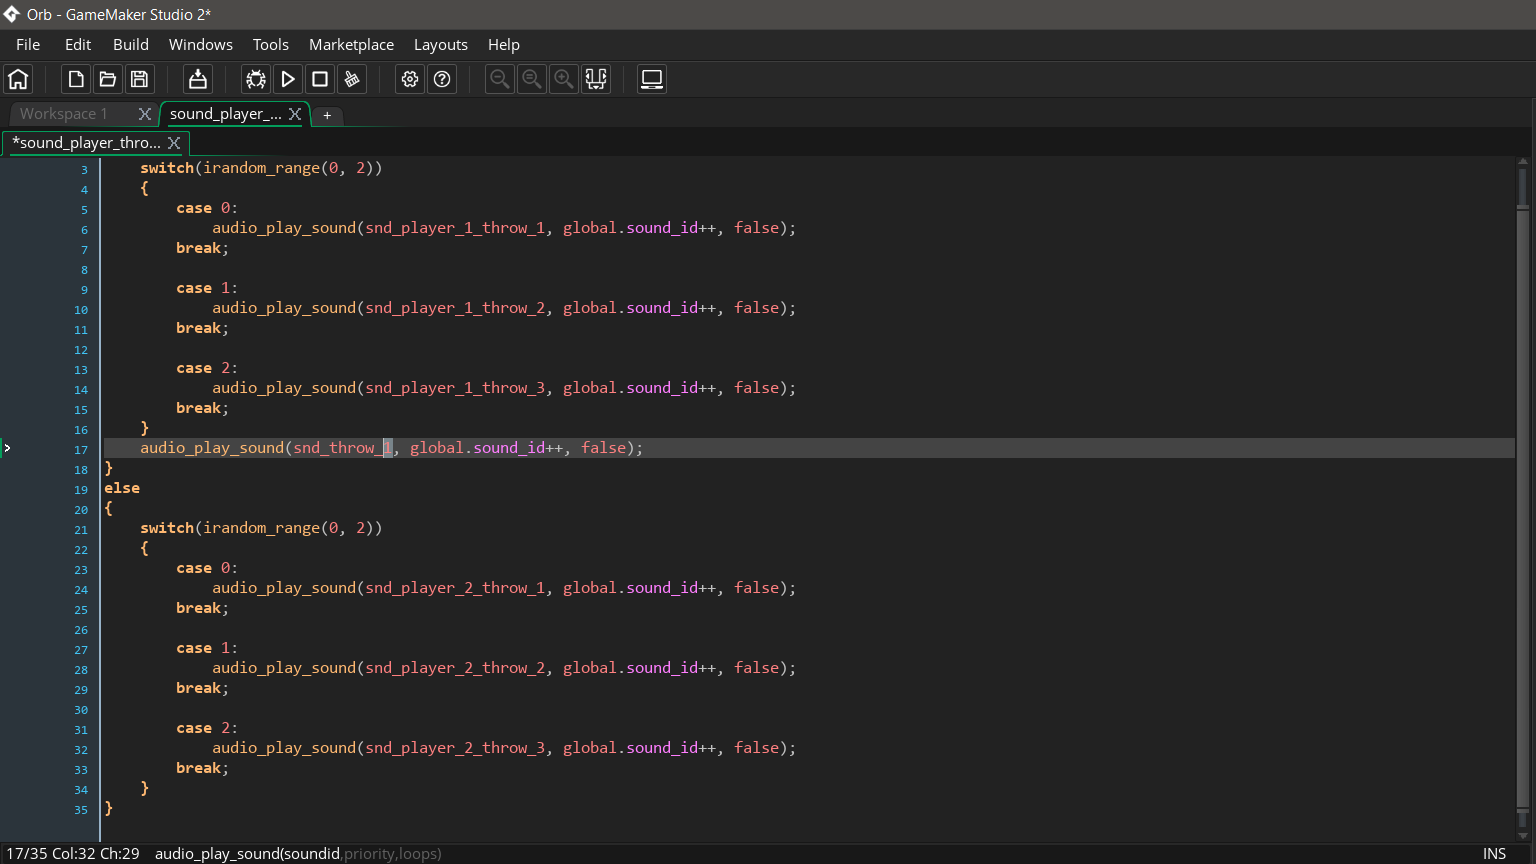 Orb - GameMaker Studio 2*
File Edit Build Windows Tools Marketplace Layouts Help
Workspace 1 X sound_player_... X +
*sound_player_thro... X
3 switch(irandom_range(0, 2))
4 {
5 case 0:
6 audio_play_sound(snd_player_1_throw_1, global.sound_id++, false);
7 break;
8
9 case 1:
10 audio_play_sound(snd_player_1_throw_2, global.sound_id++, false);
11 break;
12
13 case 2:
14 audio_play_sound(snd_player_1_throw_3, global.sound_id++, false);
15 break;
16 }
17 audio_play_sound(snd_throw_1, global.sound_id++, false);
18 }
19 else
20 {
21 switch(irandom_range(0, 2))
22 {
23 case 0:
24 audio_play_sound(snd_player_2_throw_1, global.sound_id++, false);
25 break;
26
27 case 1:
28 audio_play_sound(snd_player_2_throw_2, global.sound_id++, false);
29 break;
30
31 case 2:
32 audio_play_sound(snd_player_2_throw_3, global.sound_id++, false);
33 break;
34 }
35 }
17/35 Col:32 Ch:29 audio_play_sound(soundid,priority,loops) INS